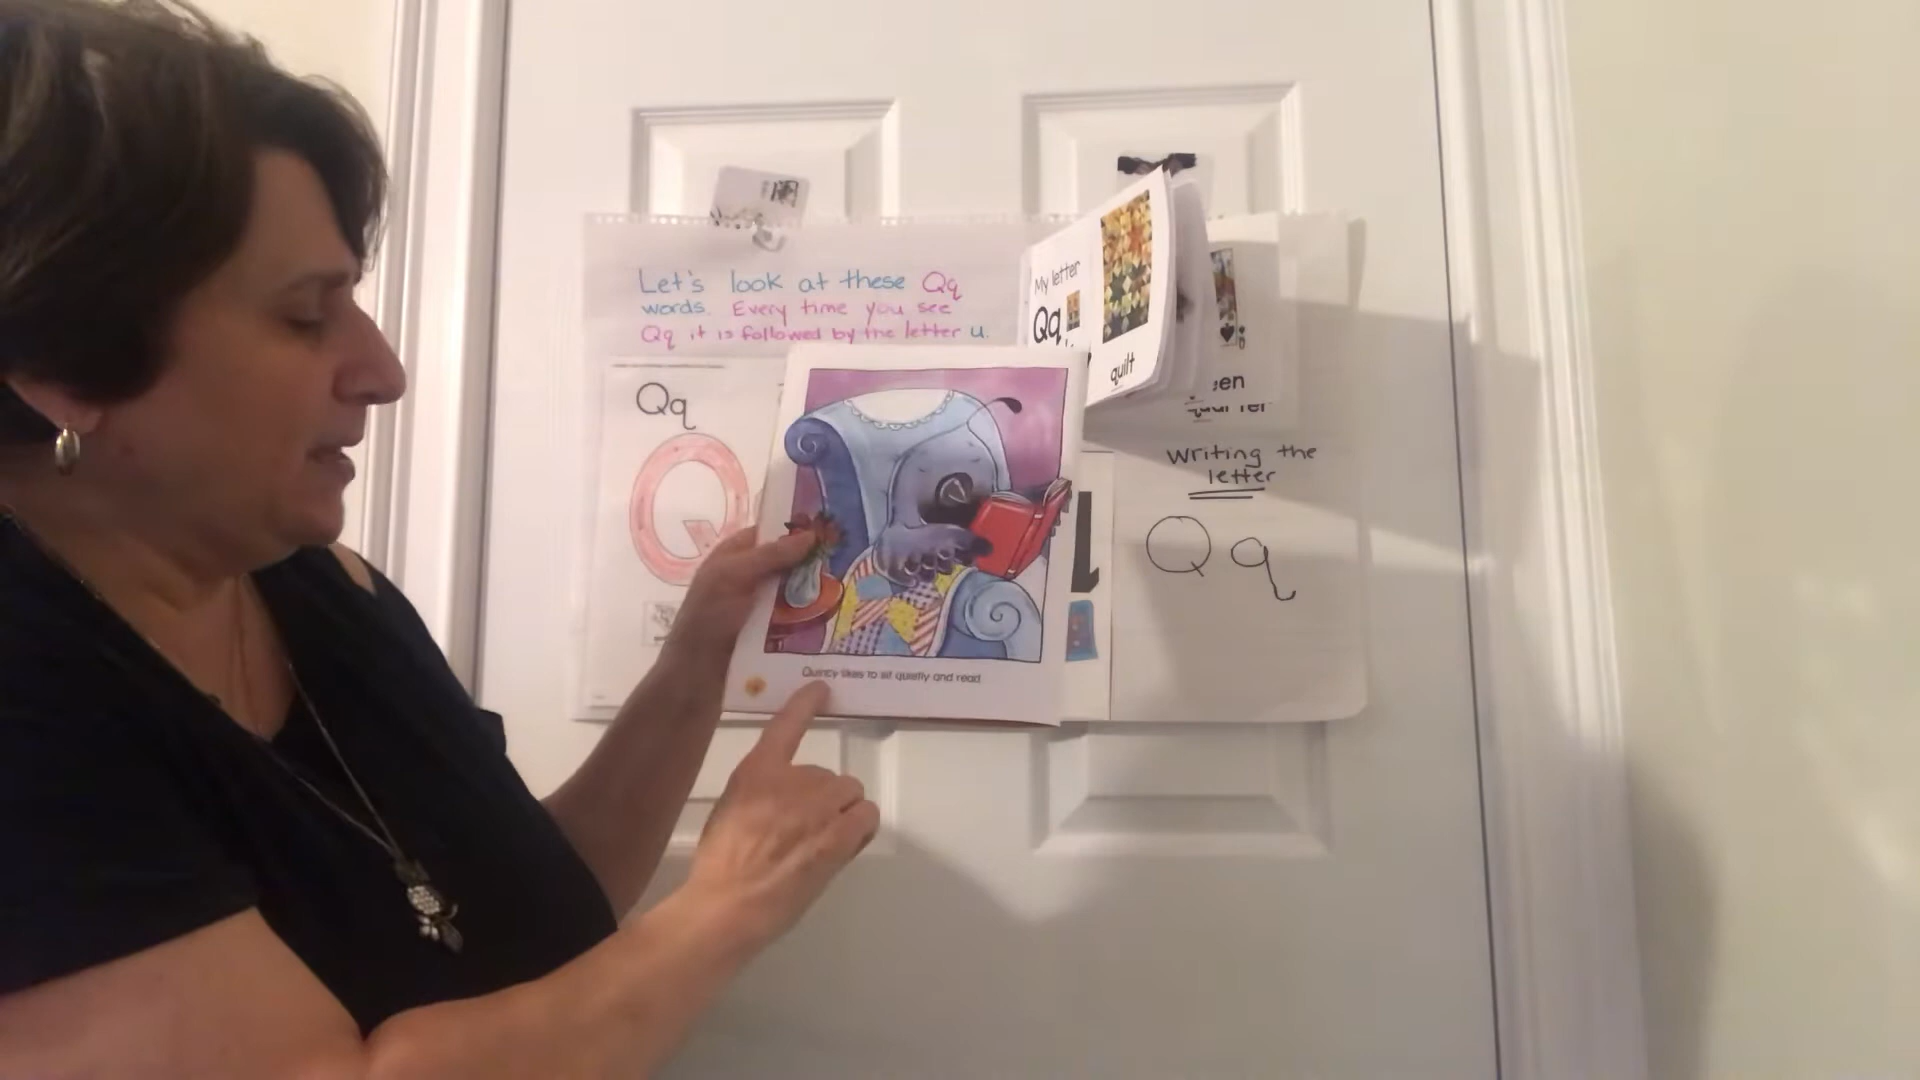 Let's look at these Qq
words. Every time you see
Qq it is followed by the letter u.
My letter
Qq
quilt
Qq
Q
Writing the
letter
Q q
Quincy likes to sit quietly and read